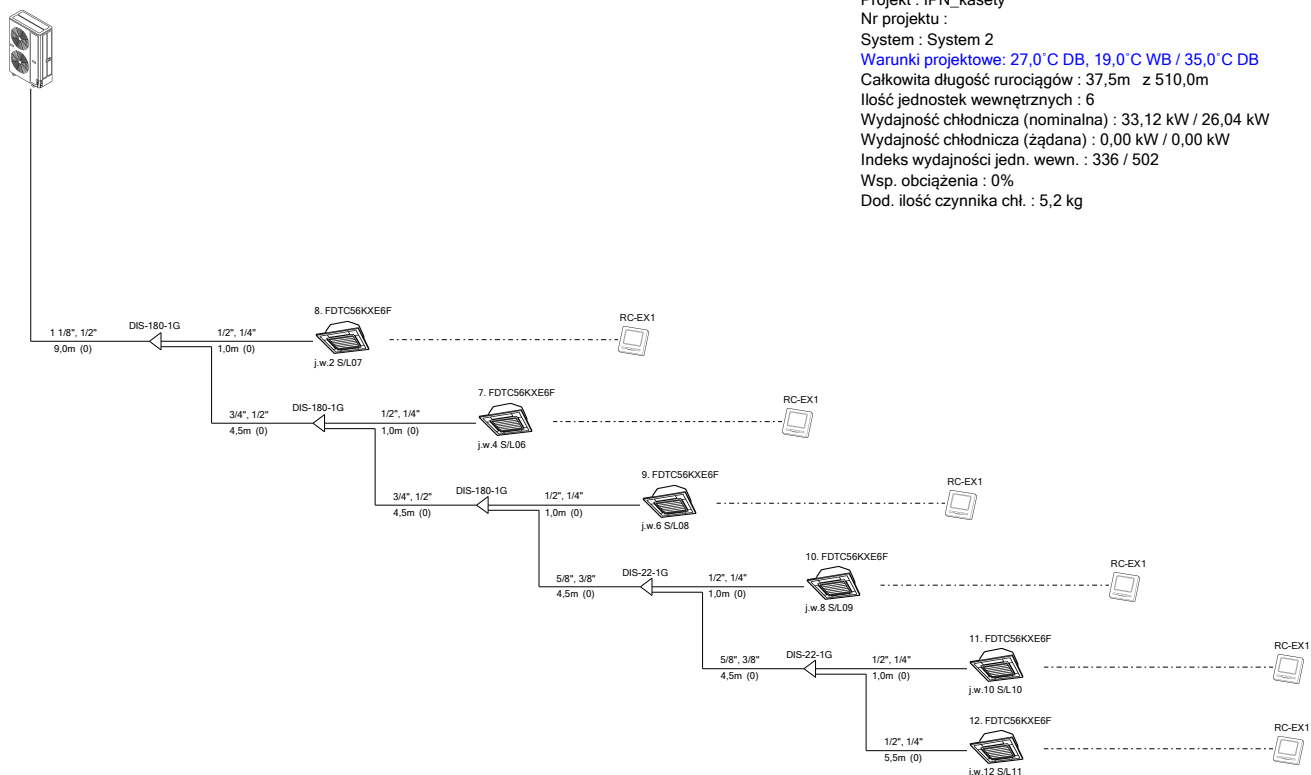 Projekt : IPN_kasety
Nr projektu :
System : System 2
Warunki projektowe: 27,0˚C DB, 19,0˚C WB / 35,0˚C DB
Całkowita długość rurociągów : 37,5m z 510,0m
Ilość jednostek wewnętrznych : 6
Wydajność chłodnicza (nominalna) : 33,12 kW / 26,04 kW
Wydajność chłodnicza (żądana) : 0,00 kW / 0,00 kW
Indeks wydajności jedn. wewn. : 336 / 502
Wsp. obciążenia : 0%
Dod. ilość czynnika chł. : 5,2 kg
8. FDTC56KXE6F
RC-EX1
1 1/8", 1/2"
DIS-180-1G
1/2", 1/4"
9,0m (0)
1,0m (0)
j.w.2 S/L07
7. FDTC56KXE6F
RC-EX1
3/4", 1/2"
DIS-180-1G
1/2", 1/4"
4,5m (0)
1,0m (0)
j.w.4 S/L06
9. FDTC56KXE6F
RC-EX1
3/4", 1/2"
DIS-180-1G
1/2", 1/4"
4,5m (0)
1,0m (0)
j.w.6 S/L08
10. FDTC56KXE6F
RC-EX1
5/8", 3/8"
DIS-22-1G
1/2", 1/4"
4,5m (0)
1,0m (0)
j.w.8 S/L09
11. FDTC56KXE6F
RC-EX1
5/8", 3/8"
DIS-22-1G
1/2", 1/4"
4,5m (0)
1,0m (0)
j.w.10 S/L10
12. FDTC56KXE6F
RC-EX1
1/2", 1/4"
5,5m (0)
j.w.12 S/L11